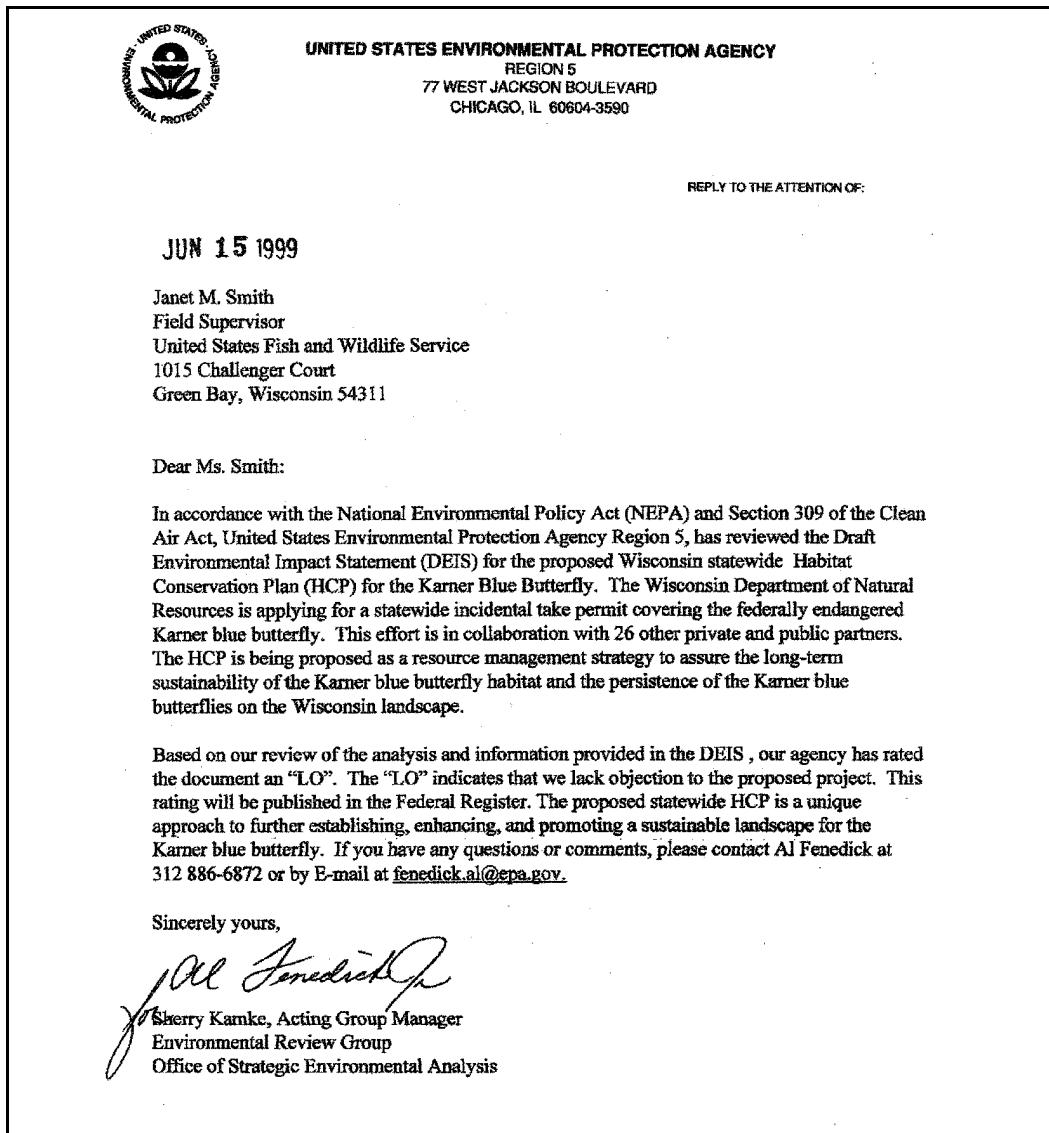 UNITED STATES · ENVIRONMENTAL PROTECTION AGENCY ·
UNITED STATES ENVIRONMENTAL PROTECTION AGENCY
REGION 5
77 WEST JACKSON BOULEVARD
CHICAGO, IL 60604-3590
REPLY TO THE ATTENTION OF:
JUN 15 1999
Janet M. Smith
Field Supervisor
United States Fish and Wildlife Service
1015 Challenger Court
Green Bay, Wisconsin 54311
Dear Ms. Smith:
In accordance with the National Environmental Policy Act (NEPA) and Section 309 of the Clean
Air Act, United States Environmental Protection Agency Region 5, has reviewed the Draft
Environmental Impact Statement (DEIS) for the proposed Wisconsin statewide Habitat
Conservation Plan (HCP) for the Karner Blue Butterfly. The Wisconsin Department of Natural
Resources is applying for a statewide incidental take permit covering the federally endangered
Karner blue butterfly. This effort is in collaboration with 26 other private and public partners.
The HCP is being proposed as a resource management strategy to assure the long-term
sustainability of the Karner blue butterfly habitat and the persistence of the Karner blue
butterflies on the Wisconsin landscape.
Based on our review of the analysis and information provided in the DEIS , our agency has rated
the document an “LO”. The “LO” indicates that we lack objection to the proposed project. This
rating will be published in the Federal Register. The proposed statewide HCP is a unique
approach to further establishing, enhancing, and promoting a sustainable landscape for the
Karner blue butterfly. If you have any questions or comments, please contact Al Fenedick at
312 886-6872 or by E-mail at fenedick.al@epa.gov.
Sincerely yours,
Al Fenedick Jr
for Sherry Kamke, Acting Group Manager
Environmental Review Group
Office of Strategic Environmental Analysis